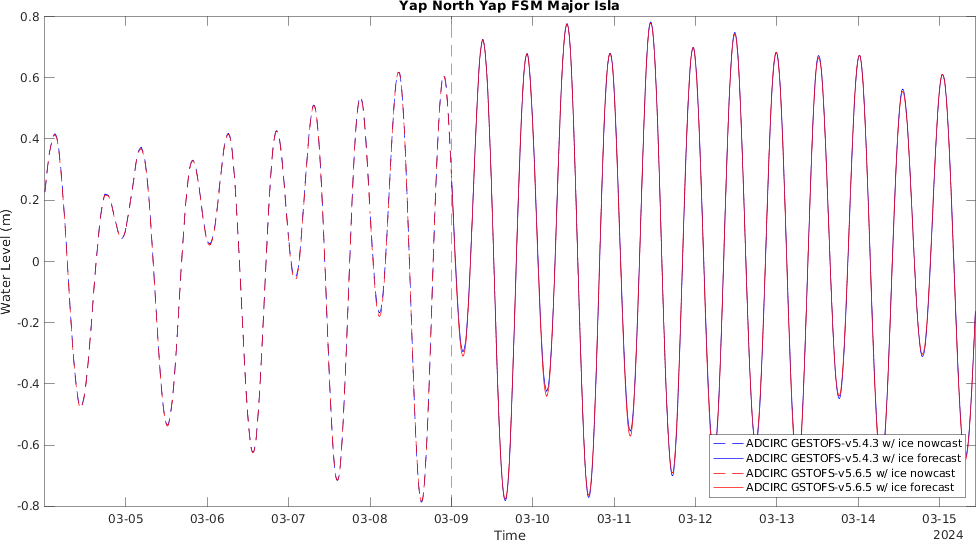 Yap North Yap FSM Major Isla
0.8
0.6
0.4
0.2
0
-0.2
-0.4
-0.6
-0.8
Water Level (m)
ADCIRC GESTOFS-v5.4.3 w/ ice nowcast
ADCIRC GESTOFS-v5.4.3 w/ ice forecast
ADCIRC GSTOFS-v5.6.5 w/ ice nowcast
ADCIRC GSTOFS-v5.6.5 w/ ice forecast
03-05 03-06 03-07 03-08 03-09 03-10 03-11 03-12 03-13 03-14 03-15
Time
2024